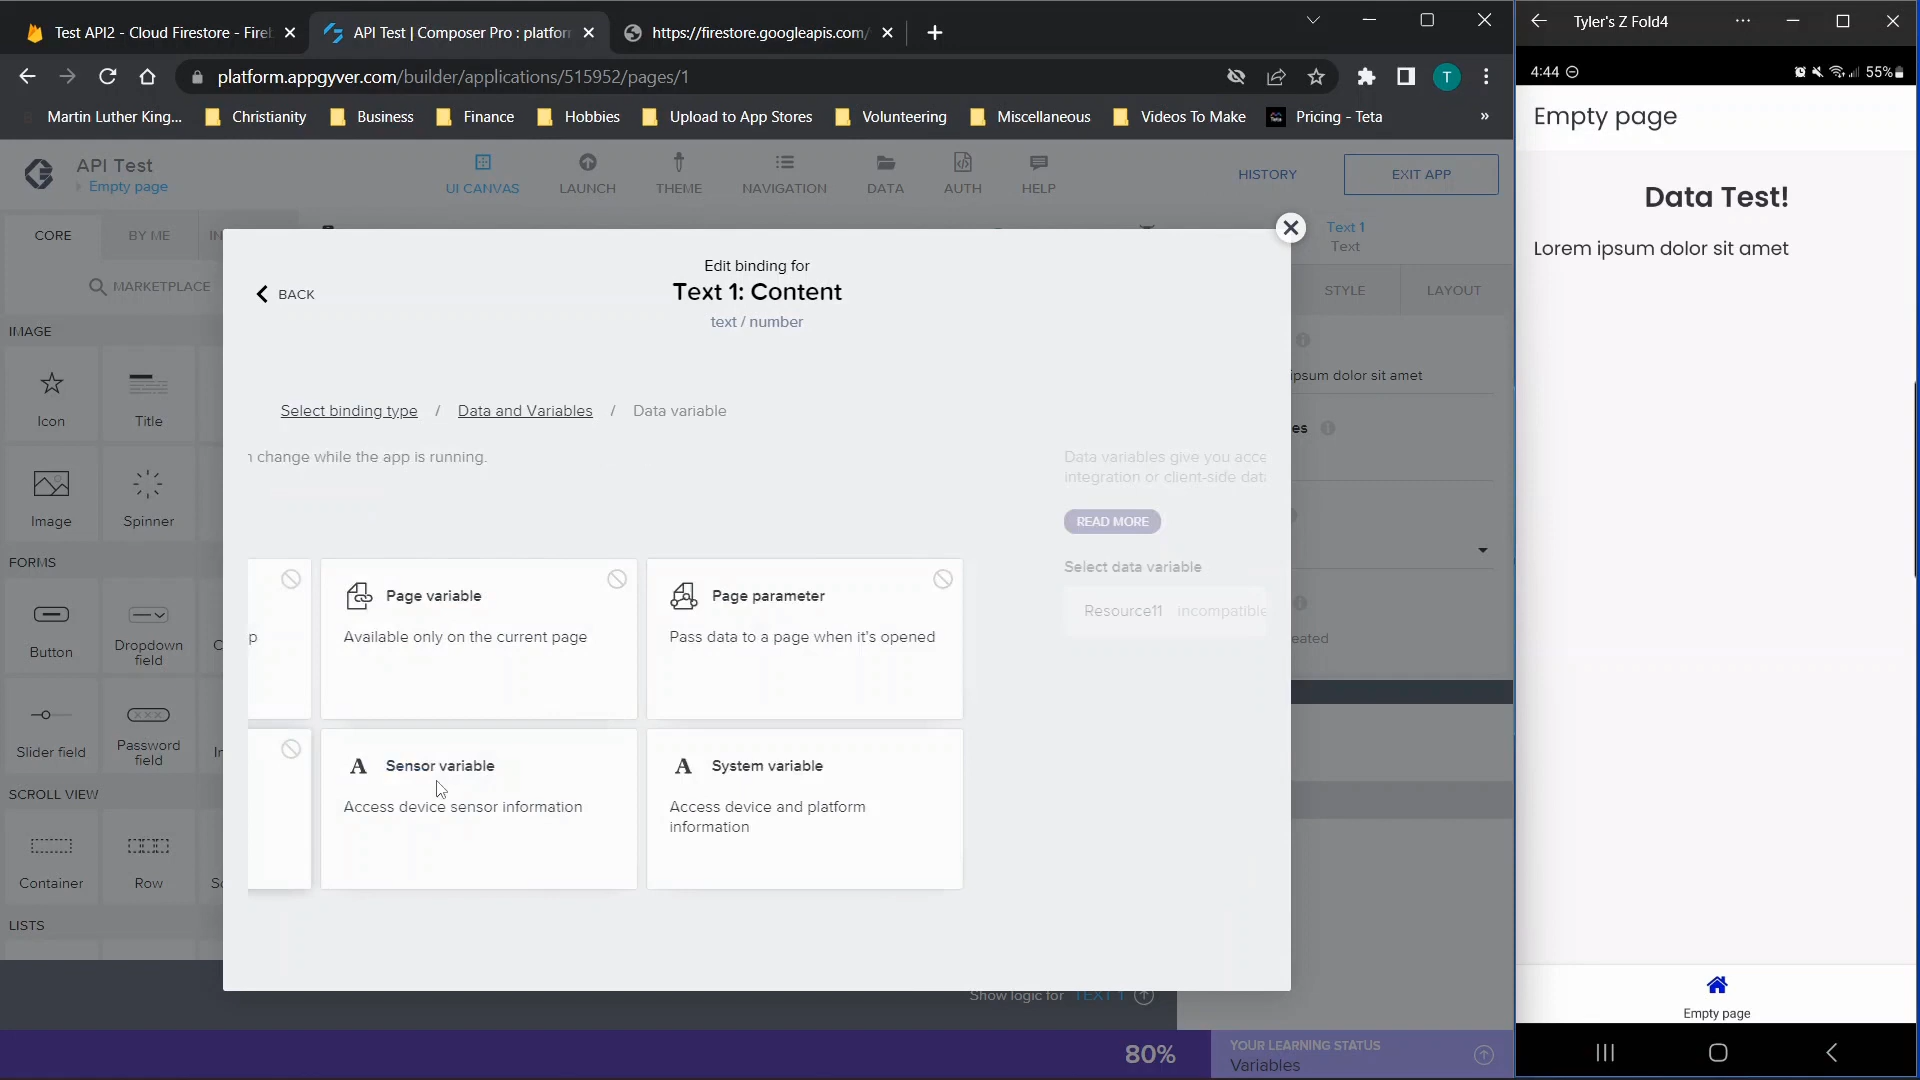 Test API2 - Cloud Firestore - Fire
API Test | Composer Pro : platfor
https://firestore.googleapis.com/
Tyler's Z Fold4
platform.appgyver.com/builder/applications/515952/pages/1
T
4:44
55%
Martin Luther King...
Christianity
Business
Finance
Hobbies
Upload to App Stores
Volunteering
Miscellaneous
Videos To Make
Pricing - Teta
»
Empty page
API Test
Empty page
UI CANVAS
LAUNCH
THEME
NAVIGATION
DATA
AUTH
HELP
HISTORY
EXIT APP
Data Test!
Lorem ipsum dolor sit amet
CORE
BY ME
IN
Text 1
Text
MARKETPLACE
STYLE
LAYOUT
Edit binding for
Text 1: Content
text / number
BACK
IMAGE
Icon
Title
Image
Spinner
ipsum dolor sit amet
es
eated
Select binding type / Data and Variables / Data variable
n change while the app is running.
Data variables give you acce
integration or client-side data
READ MORE
Select data variable
Resource11 incompatible
Page variable
Available only on the current page
Page parameter
Pass data to a page when it's opened
p
A Sensor variable
Access device sensor information
A System variable
Access device and platform
information
FORMS
Button
Dropdown
field
C
Slider field
Password
field
In
SCROLL VIEW
Container
Row
Sc
LISTS
Show logic for TEXT 1
80%
YOUR LEARNING STATUS
Variables
Empty page